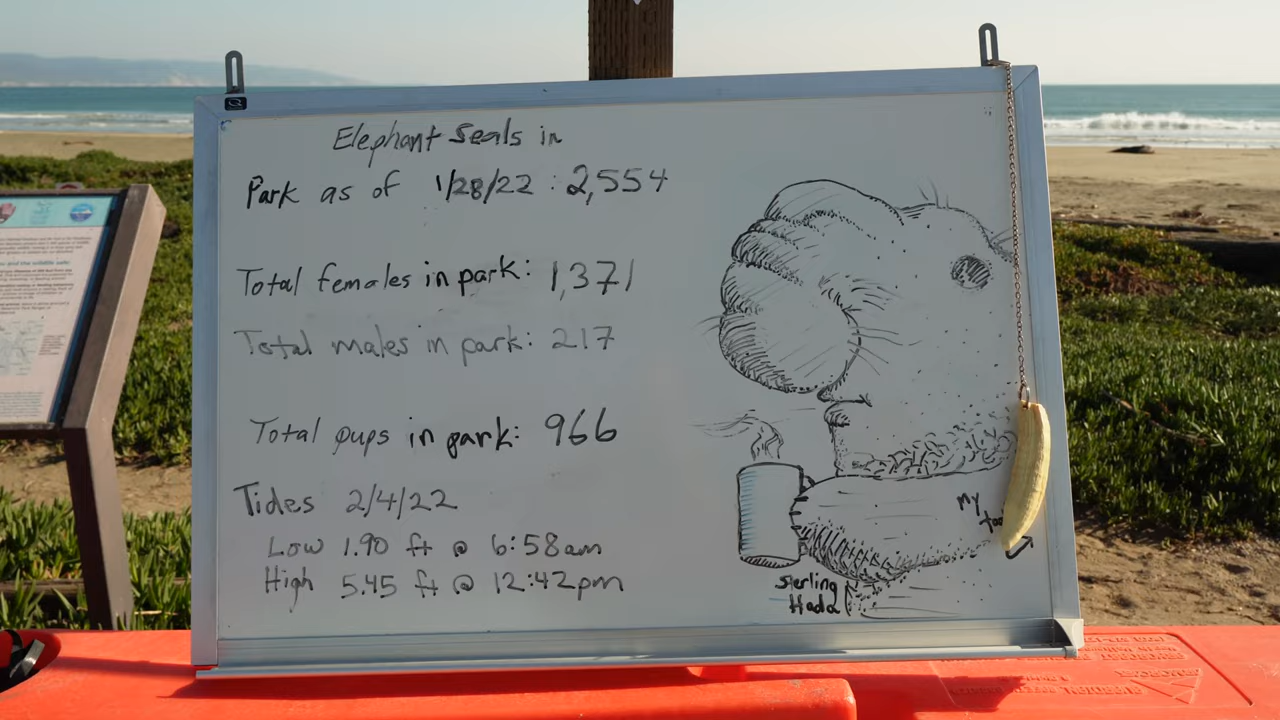 Elephant Seals in
Park as of 1/28/22 : 2,554
Total females in park: 1,371
Total males in park: 217
Total pups in park: 966
Tides 2/4/22
Low 1.90 ft @ 6:58am
High 5.45 ft @ 12:42pm
My
Sterling